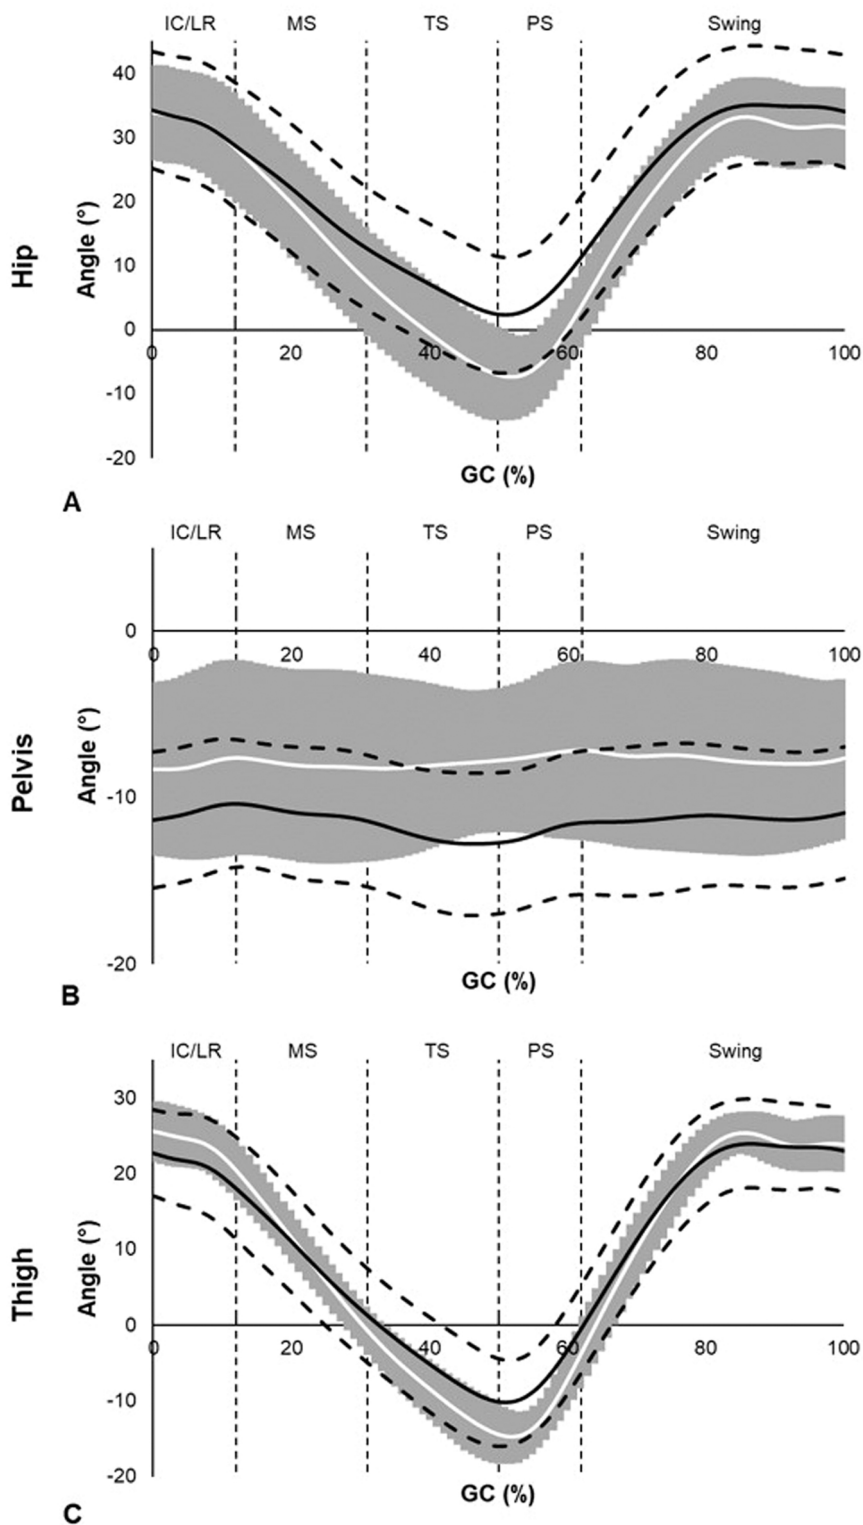 IC/LR MS TS PS Swing
40
30
20
10
0
-10
-20
0 20 40 60 80 100
Hip
Angle (°)
GC (%)
A
IC/LR MS TS PS Swing
0
-10
-20
0 20 40 60 80 100
Pelvis
Angle (°)
GC (%)
B
IC/LR MS TS PS Swing
30
20
10
0
-10
-20
0 20 40 60 80 100
Thigh
Angle (°)
GC (%)
C